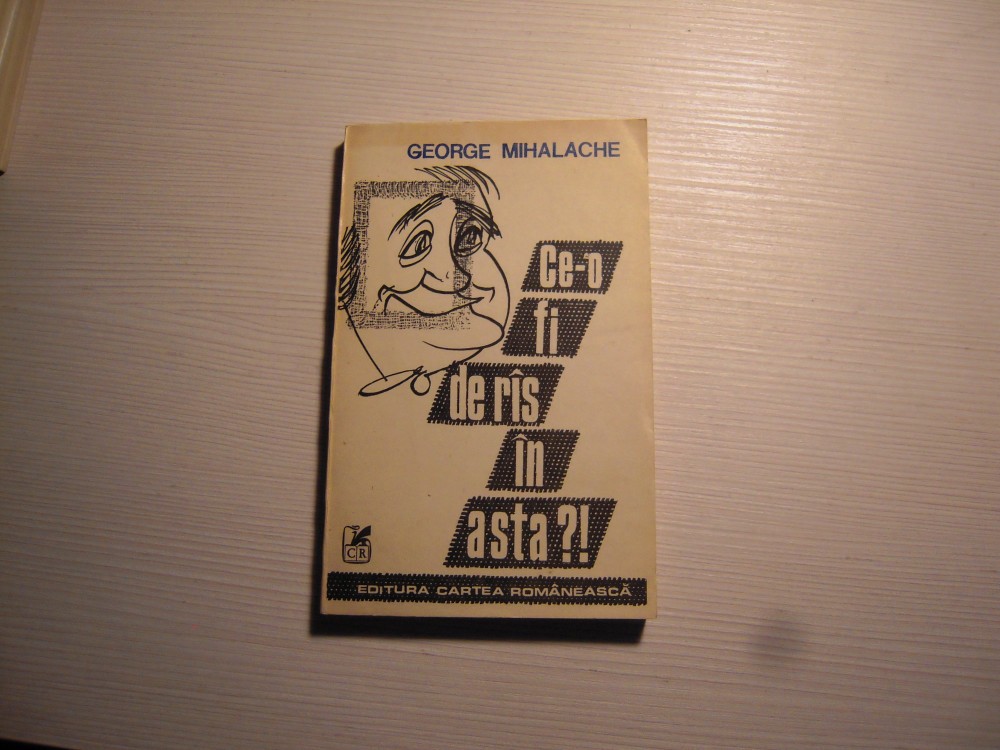 GEORGE MIHALACHE
Ce-o
fi
de rîs
în
asta?!
CR
EDITURA CARTEA ROMÂNEASCĂ